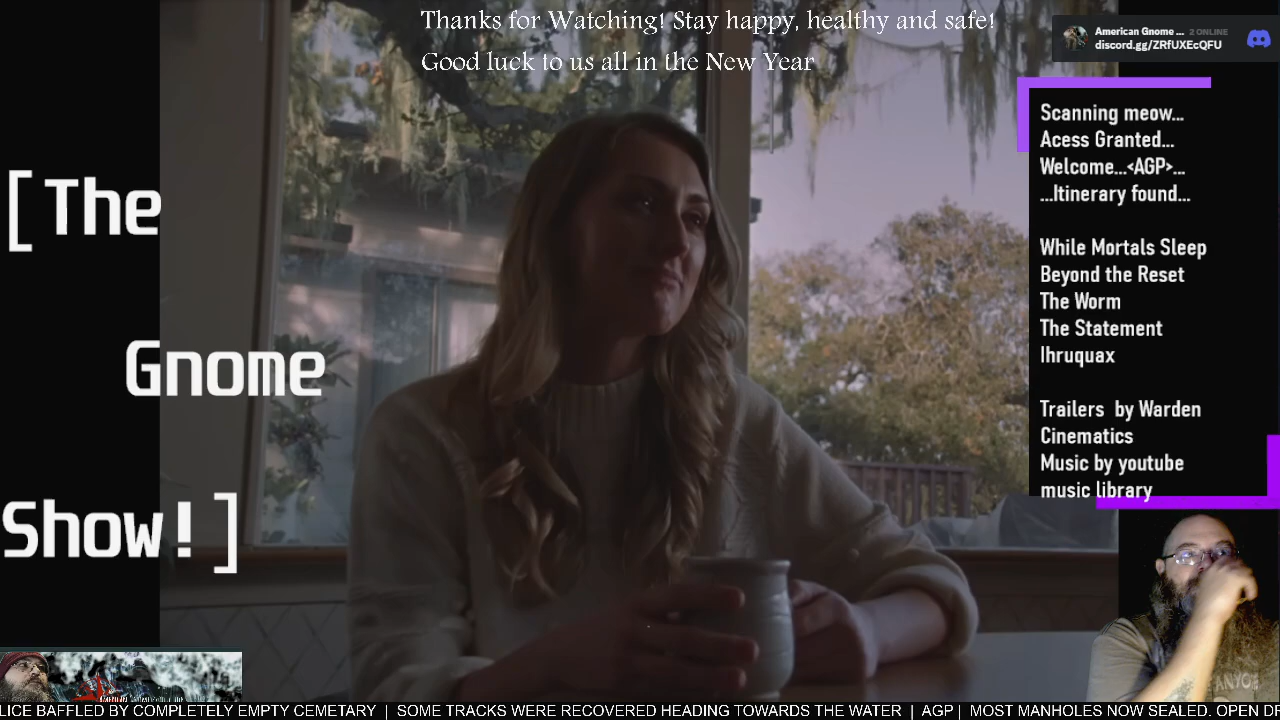 Thanks for Watching! Stay happy, healthy and safe!
Good luck to us all in the New Year
American Gnome ... 2 ONLINE
discord.gg/ZRfUXEcQFU
[The
Gnome
Show!]
Scanning meow...
Acess Granted...
Welcome...<AGP>...
...Itinerary found...
While Mortals Sleep
Beyond the Reset
The Worm
The Statement
Ihruquax
Trailers by Warden
Cinematics
Music by youtube
music library
LICE BAFFLED BY COMPLETELY EMPTY CEMETARY | SOME TRACKS WERE RECOVERED HEADING TOWARDS THE WATER | AGP | MOST MANHOLES NOW SEALED. OPEN DR